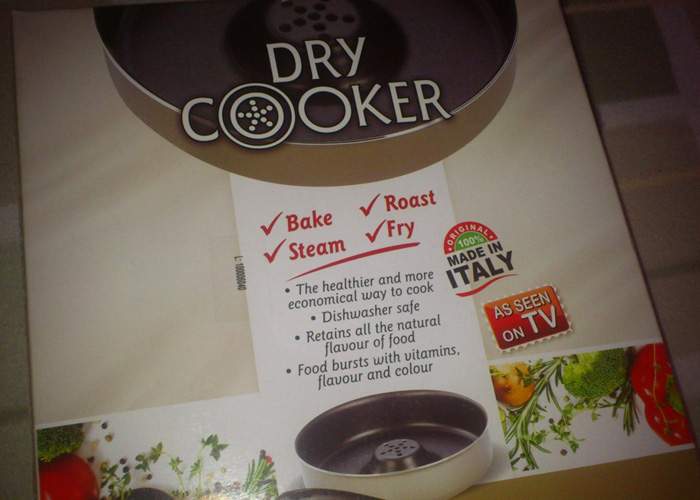 DRY
COOKER
✓ Bake ✓ Roast
✓ Steam ✓ Fry
• The healthier and more
economical way to cook
• Dishwasher safe
• Retains all the natural
flavour of food
• Food bursts with vitamins,
flavour and colour
ORIGINAL
100%
MADE IN
ITALY
AS SEEN
ON TV